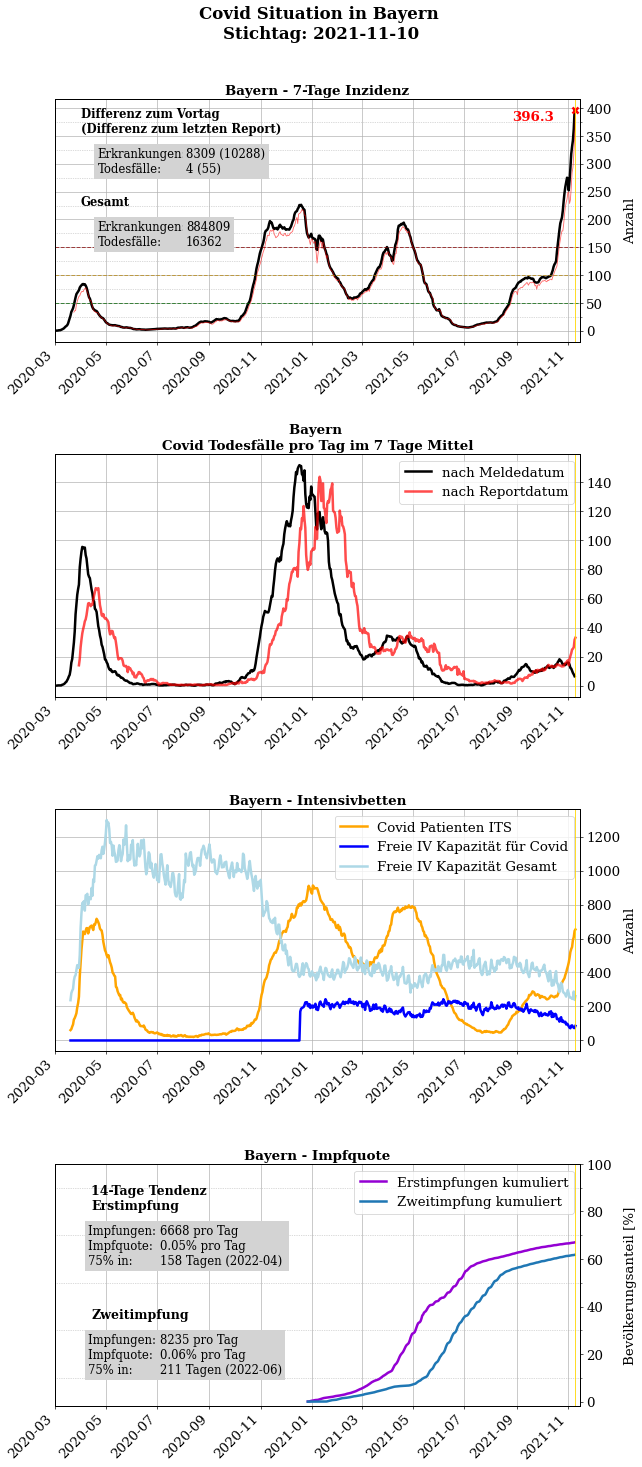 Covid Situation in Bayern
Stichtag: 2021-11-10
Bayern - 7-Tage Inzidenz
Differenz zum Vortag
(Differenz zum letzten Report)
Erkrankungen 8309 (10288)
Todesfälle: 4 (55)
Gesamt
Erkrankungen 884809
Todesfälle: 16362
396.3
400
350
300
250
200
150
100
50
0
Anzahl
2020-03 2020-05 2020-07 2020-09 2020-11 2021-01 2021-03 2021-05 2021-07 2021-09 2021-11
Bayern
Covid Todesfälle pro Tag im 7 Tage Mittel
nach Meldedatum
nach Reportdatum
140
120
100
80
60
40
20
0
2020-03 2020-05 2020-07 2020-09 2020-11 2021-01 2021-03 2021-05 2021-07 2021-09 2021-11
Bayern - Intensivbetten
Covid Patienten ITS
Freie IV Kapazität für Covid
Freie IV Kapazität Gesamt
1200
1000
800
600
400
200
0
Anzahl
2020-03 2020-05 2020-07 2020-09 2020-11 2021-01 2021-03 2021-05 2021-07 2021-09 2021-11
Bayern - Impfquote
14-Tage Tendenz
Erstimpfung
Impfungen: 6668 pro Tag
Impfquote: 0.05% pro Tag
75% in: 158 Tagen (2022-04)
Zweitimpfung
Impfungen: 8235 pro Tag
Impfquote: 0.06% pro Tag
75% in: 211 Tagen (2022-06)
Erstimpfungen kumuliert
Zweitimpfung kumuliert
100
80
60
40
20
0
Bevölkerungsanteil [%]
2020-03 2020-05 2020-07 2020-09 2020-11 2021-01 2021-03 2021-05 2021-07 2021-09 2021-11